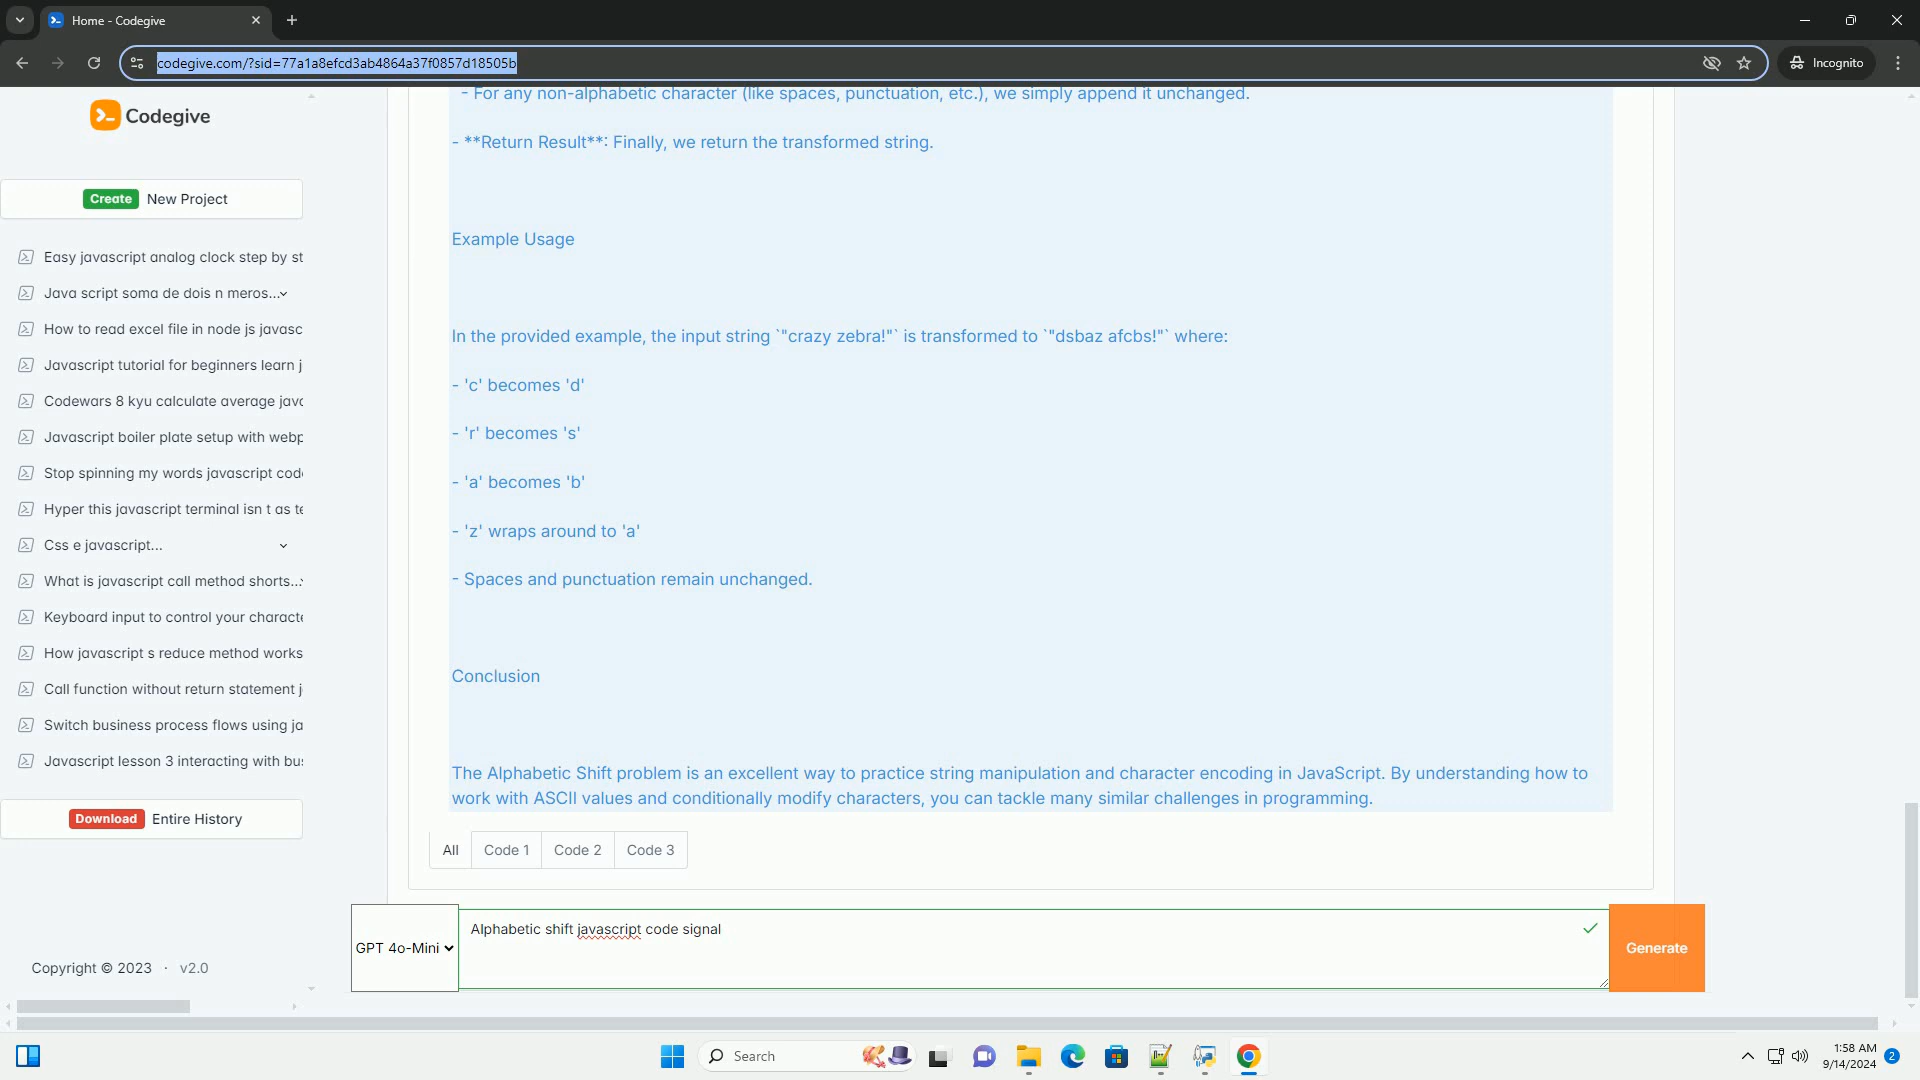 Home - Codegive
codegive.com/?sid=77a1a8efcd3ab4864a37f0857d18505b
Incognito
Codegive
Create New Project
Easy javascript analog clock step by st
Java script soma de dois n meros...
How to read excel file in node js javasc
Javascript tutorial for beginners learn j
Codewars 8 kyu calculate average java
Javascript boiler plate setup with webp
Stop spinning my words javascript code
Hyper this javascript terminal isn t as te
Css e javascript...
What is javascript call method shorts...
Keyboard input to control your characte
How javascript s reduce method works
Call function without return statement j
Switch business process flows using ja
Javascript lesson 3 interacting with bus
Download Entire History
Copyright © 2023 · v2.0
- For any non-alphabetic character (like spaces, punctuation, etc.), we simply append it unchanged.
- **Return Result**: Finally, we return the transformed string.
Example Usage
In the provided example, the input string `"crazy zebra!"` is transformed to `"dsbaz afcbs!"` where:
- 'c' becomes 'd'
- 'r' becomes 's'
- 'a' becomes 'b'
- 'z' wraps around to 'a'
- Spaces and punctuation remain unchanged.
Conclusion
The Alphabetic Shift problem is an excellent way to practice string manipulation and character encoding in JavaScript. By understanding how to
work with ASCII values and conditionally modify characters, you can tackle many similar challenges in programming.
All Code 1 Code 2 Code 3
GPT 4o-Mini
Alphabetic shift javascript code signal
Generate
Search
1:58 AM
9/14/2024
2